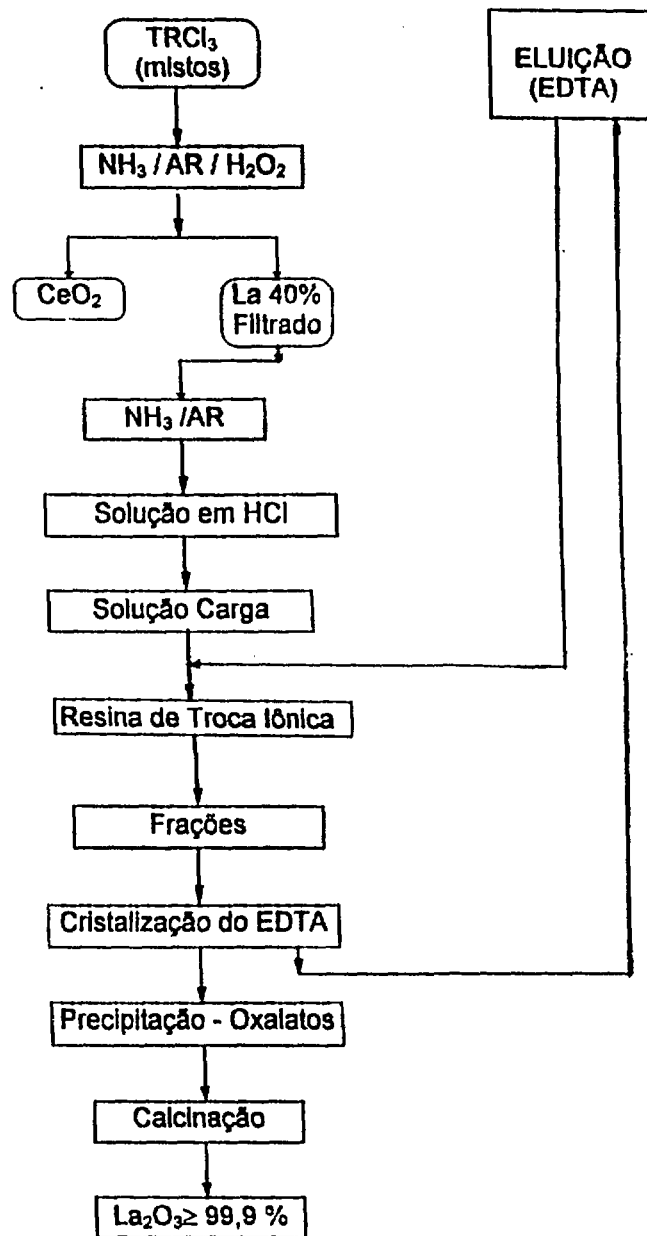 TRCl₃
(mistos)
ELUIÇÃO
(EDTA)
NH₃ / AR / H₂O₂
CeO₂
La 40%
Filtrado
NH₃ /AR
Solução em HCl
Solução Carga
Resina de Troca Iônica
Frações
Cristalização do EDTA
Precipitação - Oxalatos
Calcinação
La₂O₃≥ 99,9 %